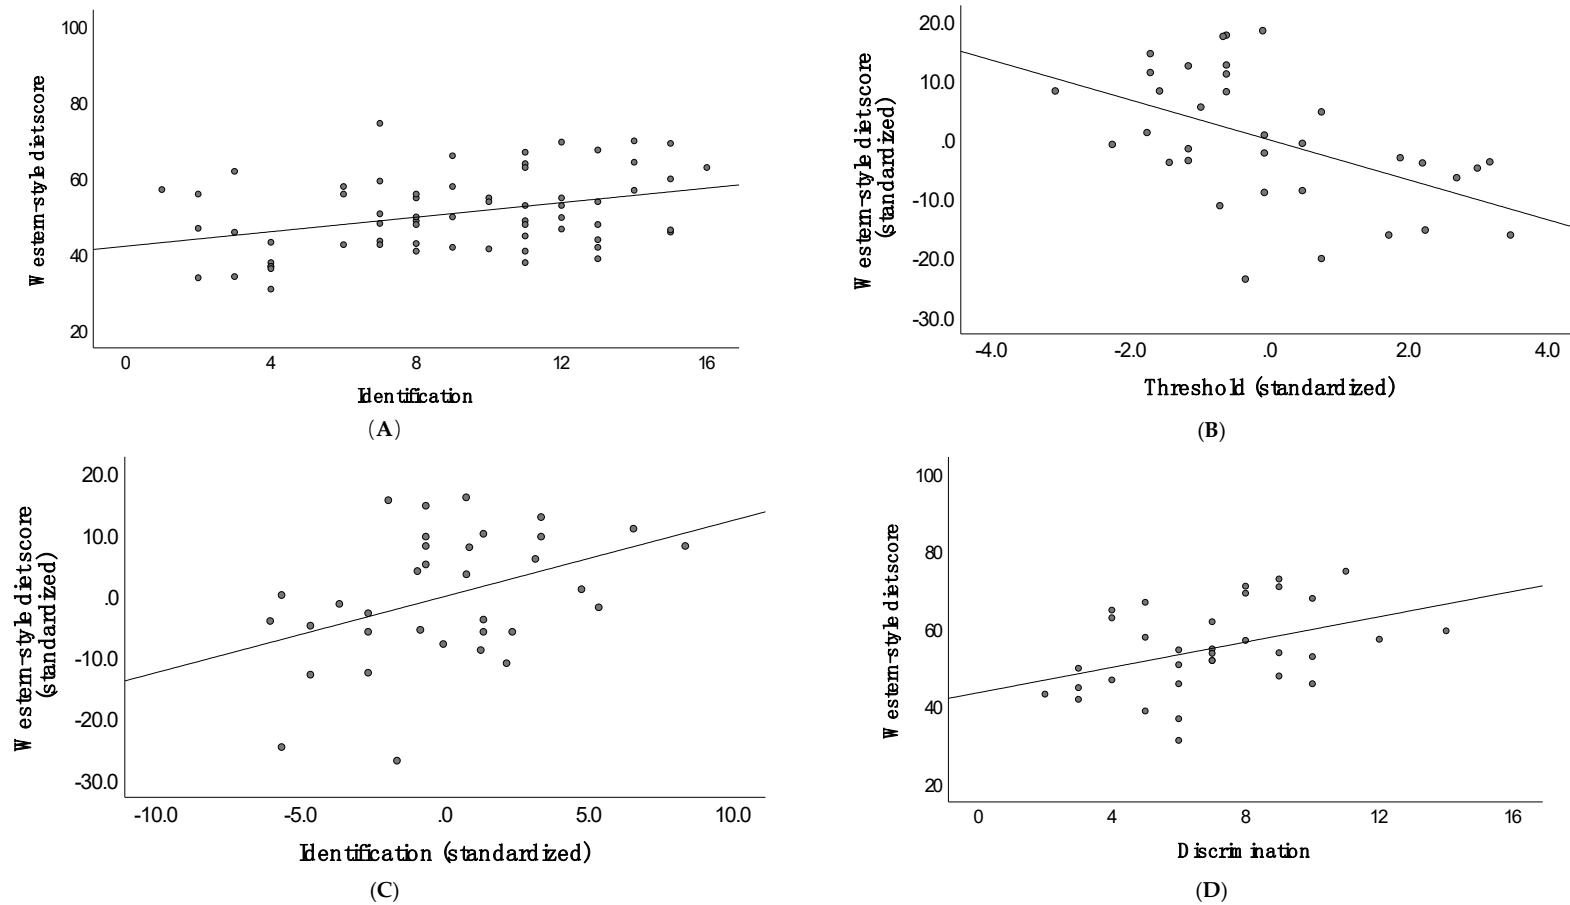 100
80
60
40
20
Western-style diet score
0 4 8 12 16
Identification
(A)
20.0
10.0
.0
-10.0
-20.0
-30.0
Western-style diet score
(standardized)
-4.0 -2.0 .0 2.0 4.0
Threshold (standardized)
(B)
20.0
10.0
.0
-10.0
-20.0
-30.0
Western-style diet score
(standardized)
-10.0 -5.0 .0 5.0 10.0
Identification (standardized)
(C)
100
80
60
40
20
Western-style diet score
0 4 8 12 16
Discrimination
(D)